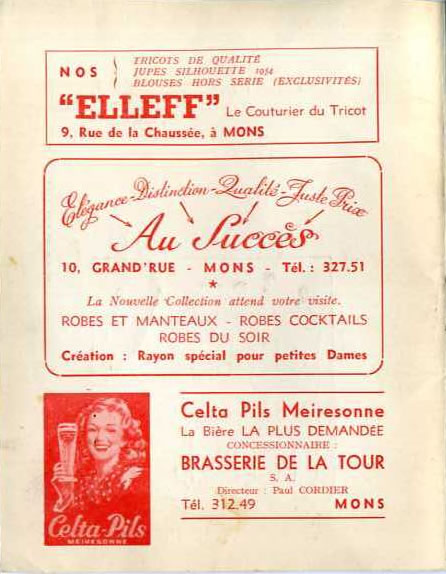 NOS
TRICOTS DE QUALITÉ
JUPES SILHOUETTE 1954
BLOUSES HORS SÉRIE (EXCLUSIVITÉS)
"ELLEFF" Le Couturier du Tricot
9, Rue de la Chaussée, à MONS
Elégance - Distinction - Qualité - Juste Prix
Au Succès
10, GRAND'RUE - MONS - Tél. : 327.51
*
La Nouvelle Collection attend votre visite.
ROBES ET MANTEAUX - ROBES COCKTAILS
ROBES DU SOIR
Création : Rayon spécial pour petites Dames
Celta-Pils
MEIRESONNE
Celta Pils Meiresonne
La Bière LA PLUS DEMANDÉE
CONCESSIONNAIRE :
BRASSERIE DE LA TOUR
S. A.
Directeur : Paul CORDIER
Tél. 312.49 MONS